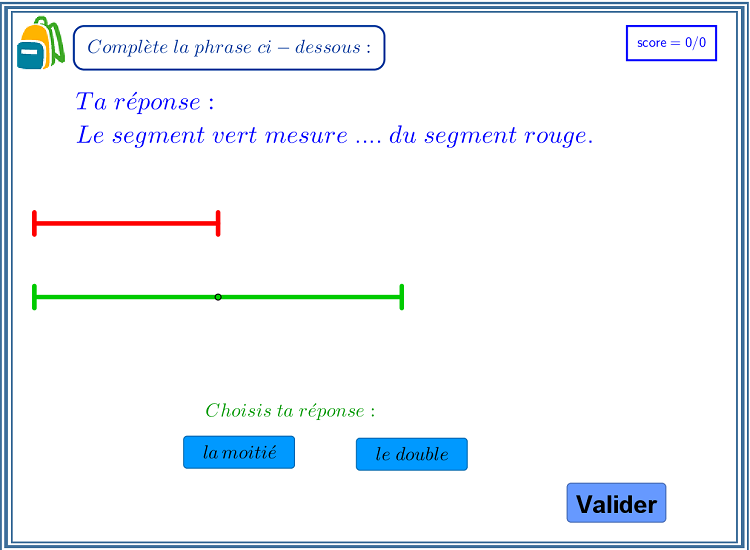 Complète la phrase ci - dessous :
score = 0/0
Ta réponse :
Le segment vert mesure .... du segment rouge.
Choisis ta réponse :
la moitié
le double
Valider